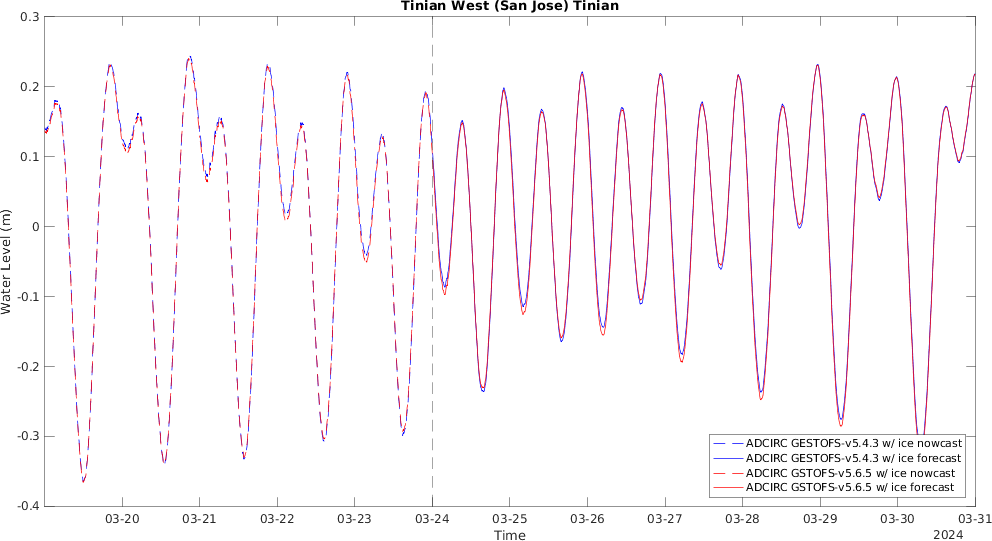 Tinian West (San Jose) Tinian
0.3
0.2
0.1
0
-0.1
-0.2
-0.3
-0.4
Water Level (m)
ADCIRC GESTOFS-v5.4.3 w/ ice nowcast
ADCIRC GESTOFS-v5.4.3 w/ ice forecast
ADCIRC GSTOFS-v5.6.5 w/ ice nowcast
ADCIRC GSTOFS-v5.6.5 w/ ice forecast
03-20 03-21 03-22 03-23 03-24 03-25 03-26 03-27 03-28 03-29 03-30 03-31
Time
2024